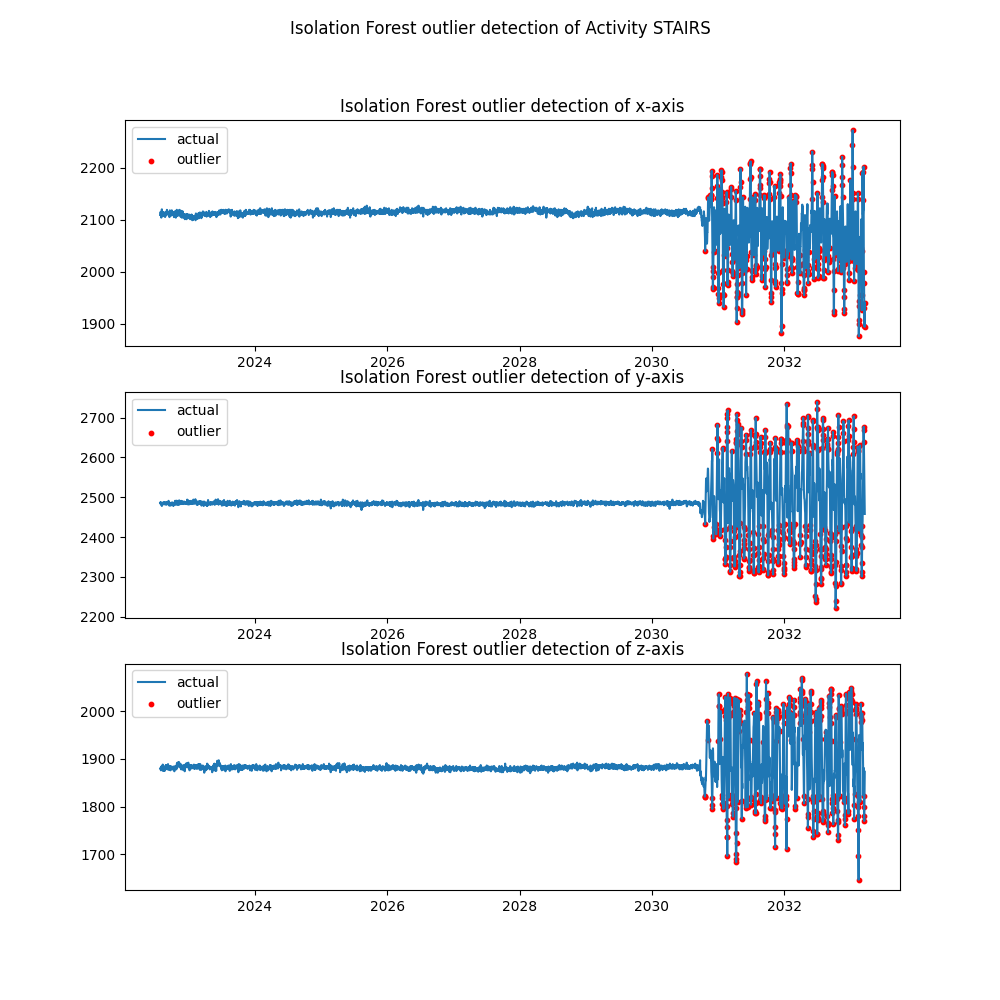 Isolation Forest outlier detection of Activity STAIRS
Isolation Forest outlier detection of x-axis
actual
outlier
2200
2100
2000
1900
2024 2026 2028 2030 2032
Isolation Forest outlier detection of y-axis
actual
outlier
2700
2600
2500
2400
2300
2200
2024 2026 2028 2030 2032
Isolation Forest outlier detection of z-axis
actual
outlier
2000
1900
1800
1700
2024 2026 2028 2030 2032